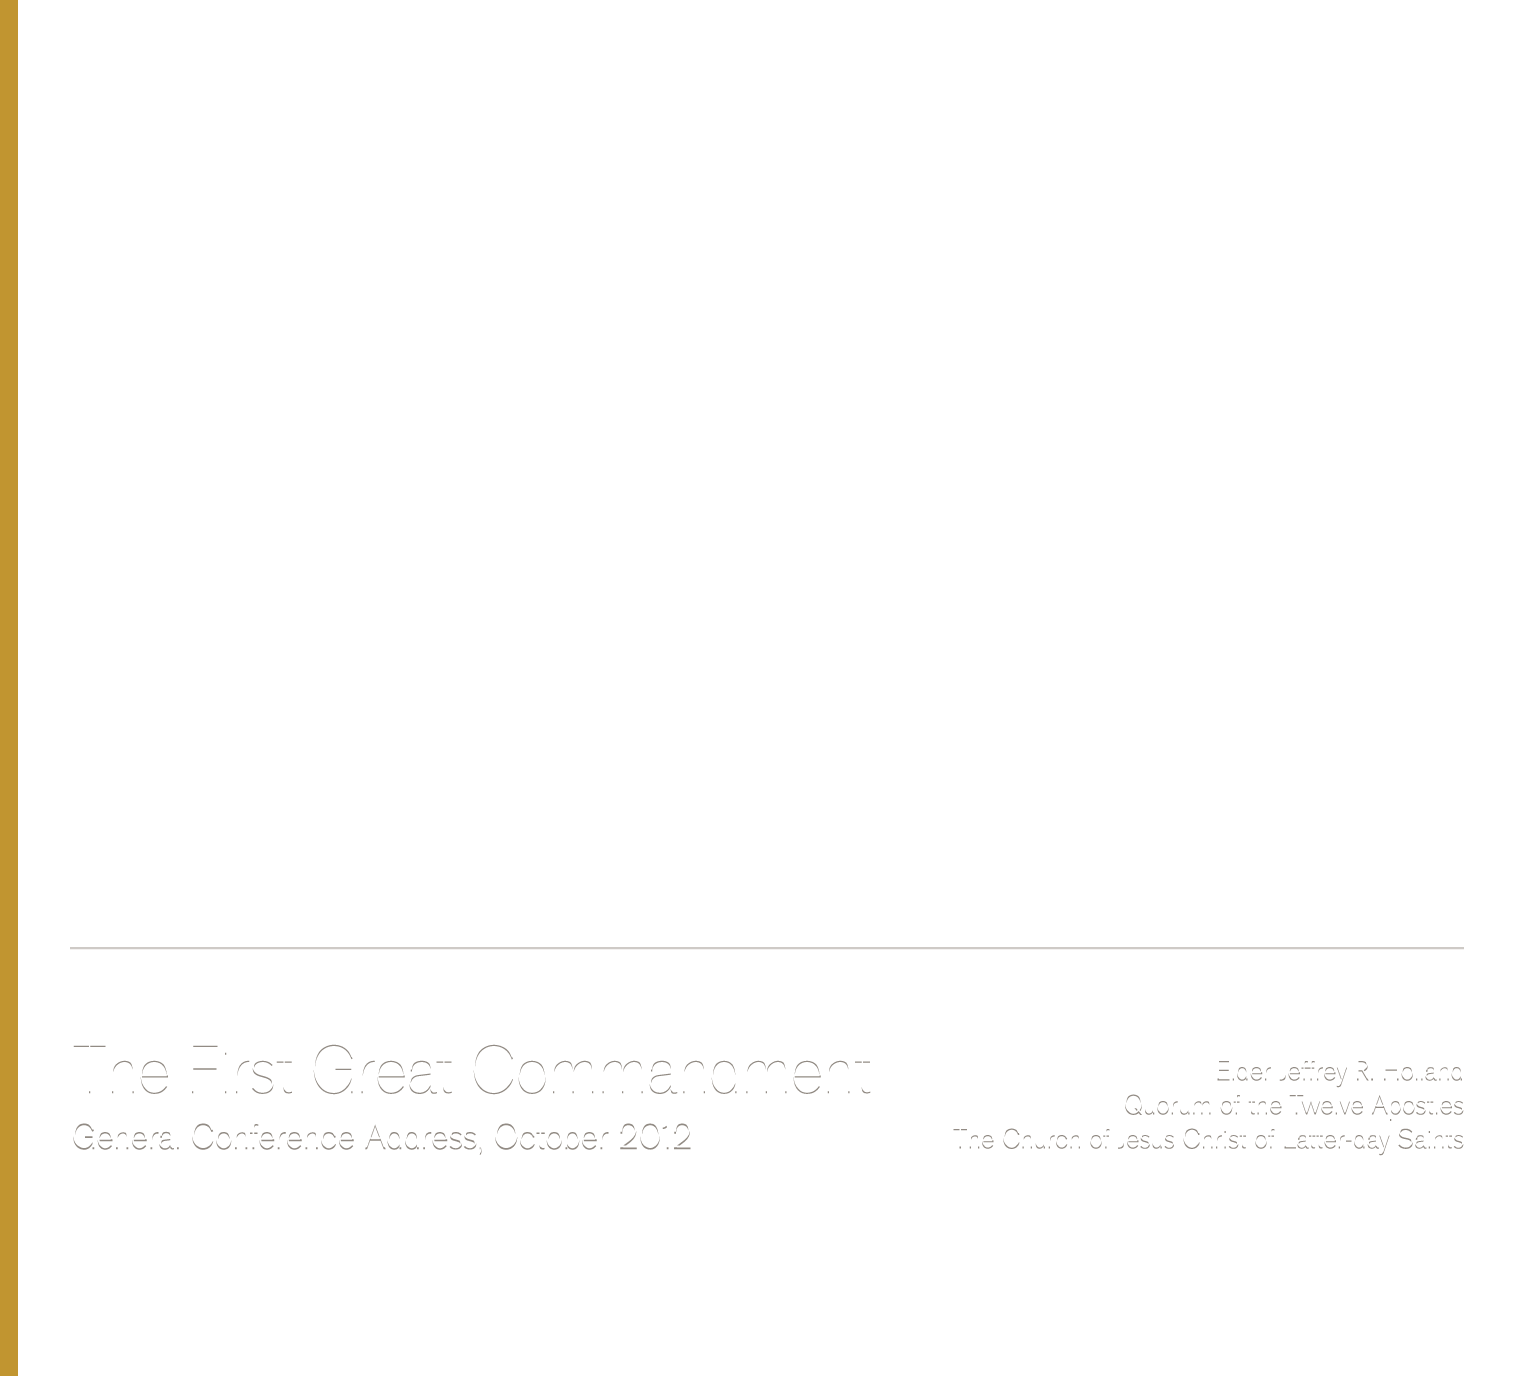 The First Great Commandment
General Conference Address, October 2012
Elder Jeffrey R. Holland
Quorum of the Twelve Apostles
The Church of Jesus Christ of Latter-day Saints